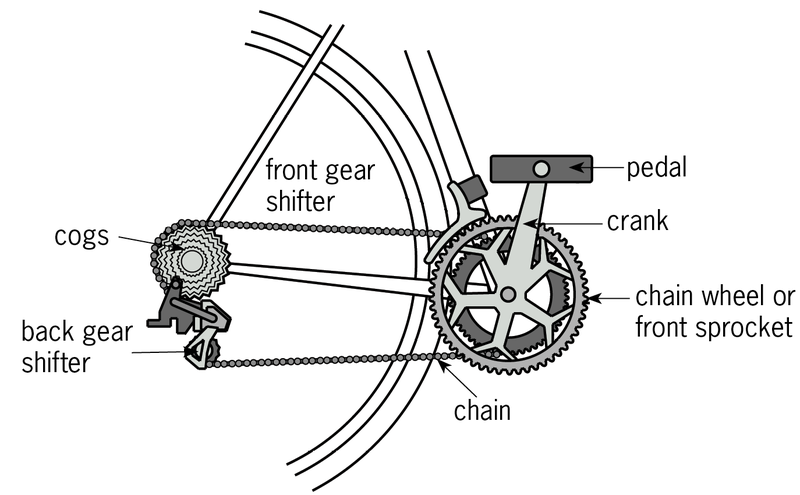 front gear
shifter
pedal
crank
cogs
chain wheel or
front sprocket
back gear
shifter
chain